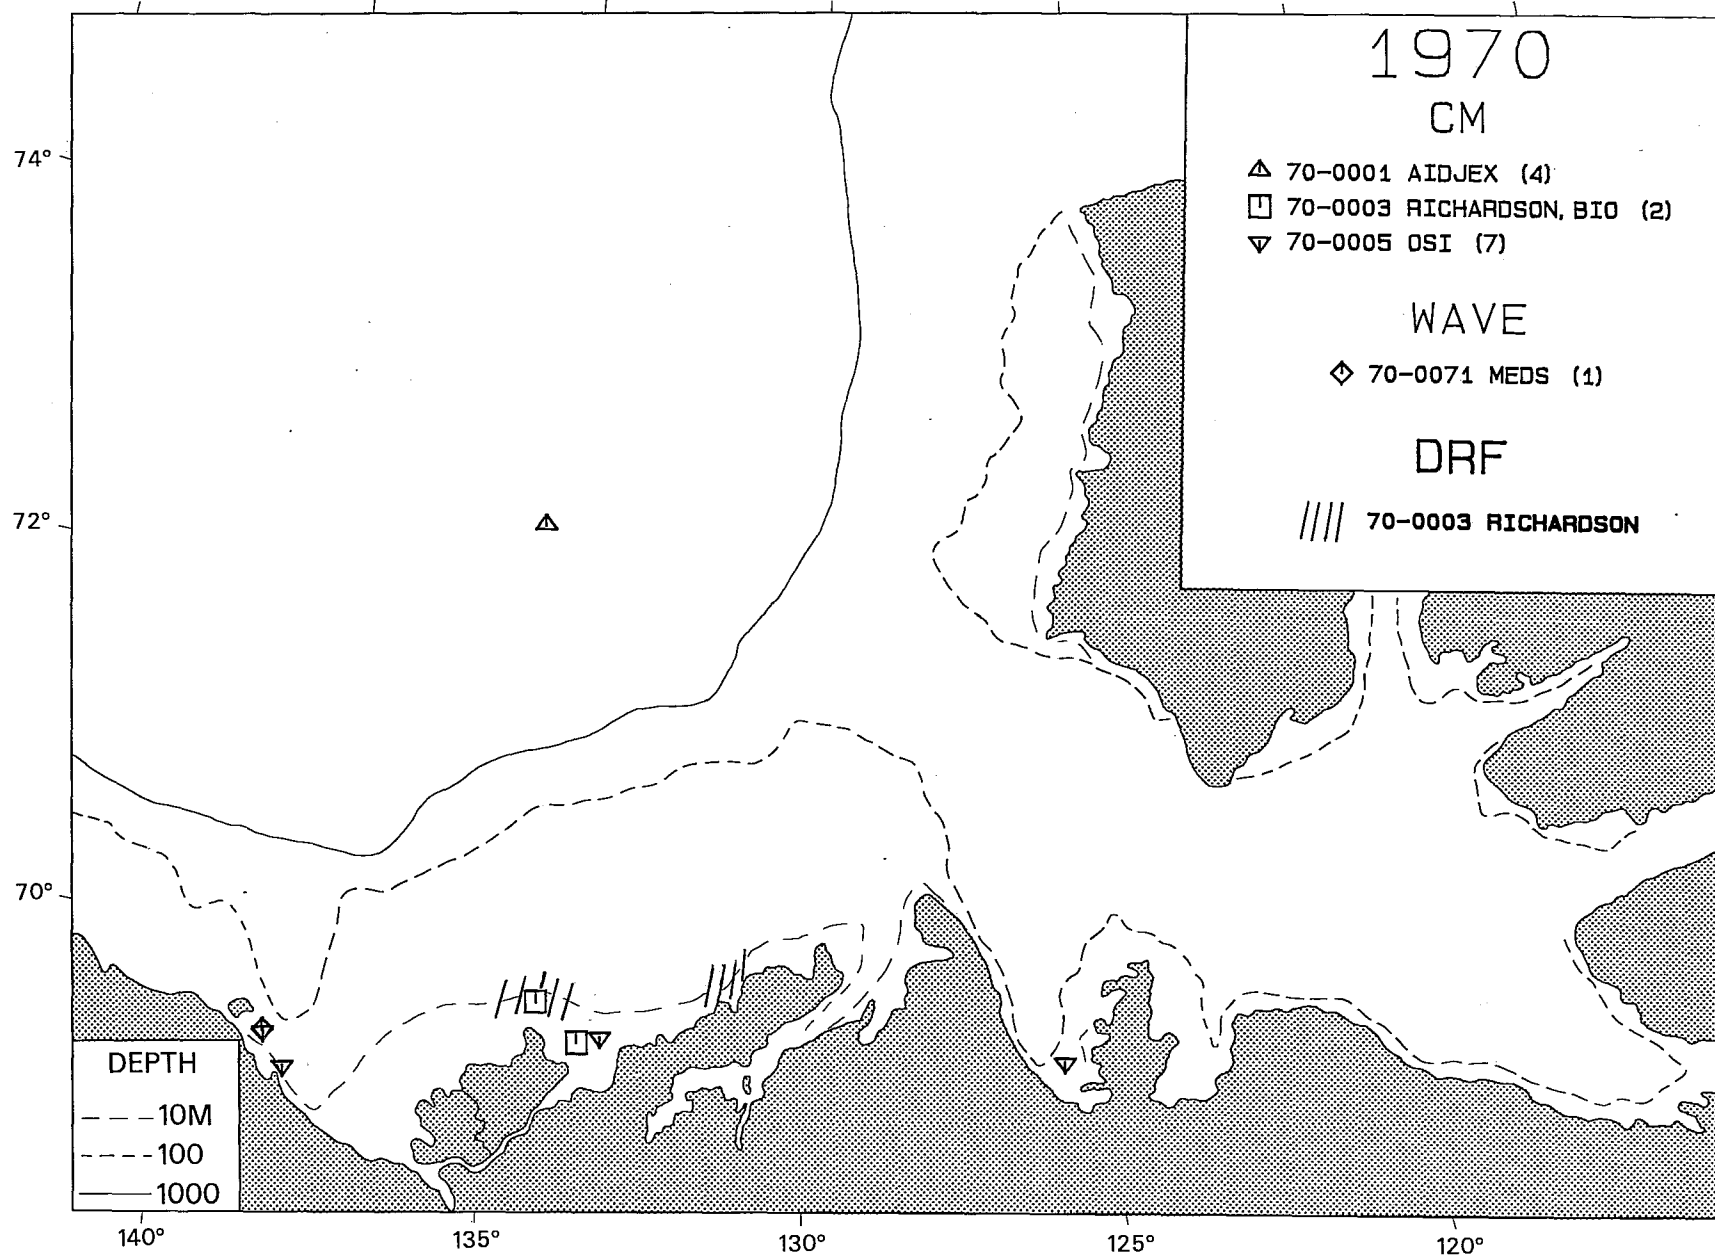 1970
CM
70-0001 AIDJEX (4)
70-0003 RICHARDSON, BIO (2)
70-0005 OSI (7)
WAVE
70-0071 MEDS (1)
DRF
70-0003 RICHARDSON
74°
72°
70°
DEPTH
10M
100
1000
140°
135°
130°
125°
120°